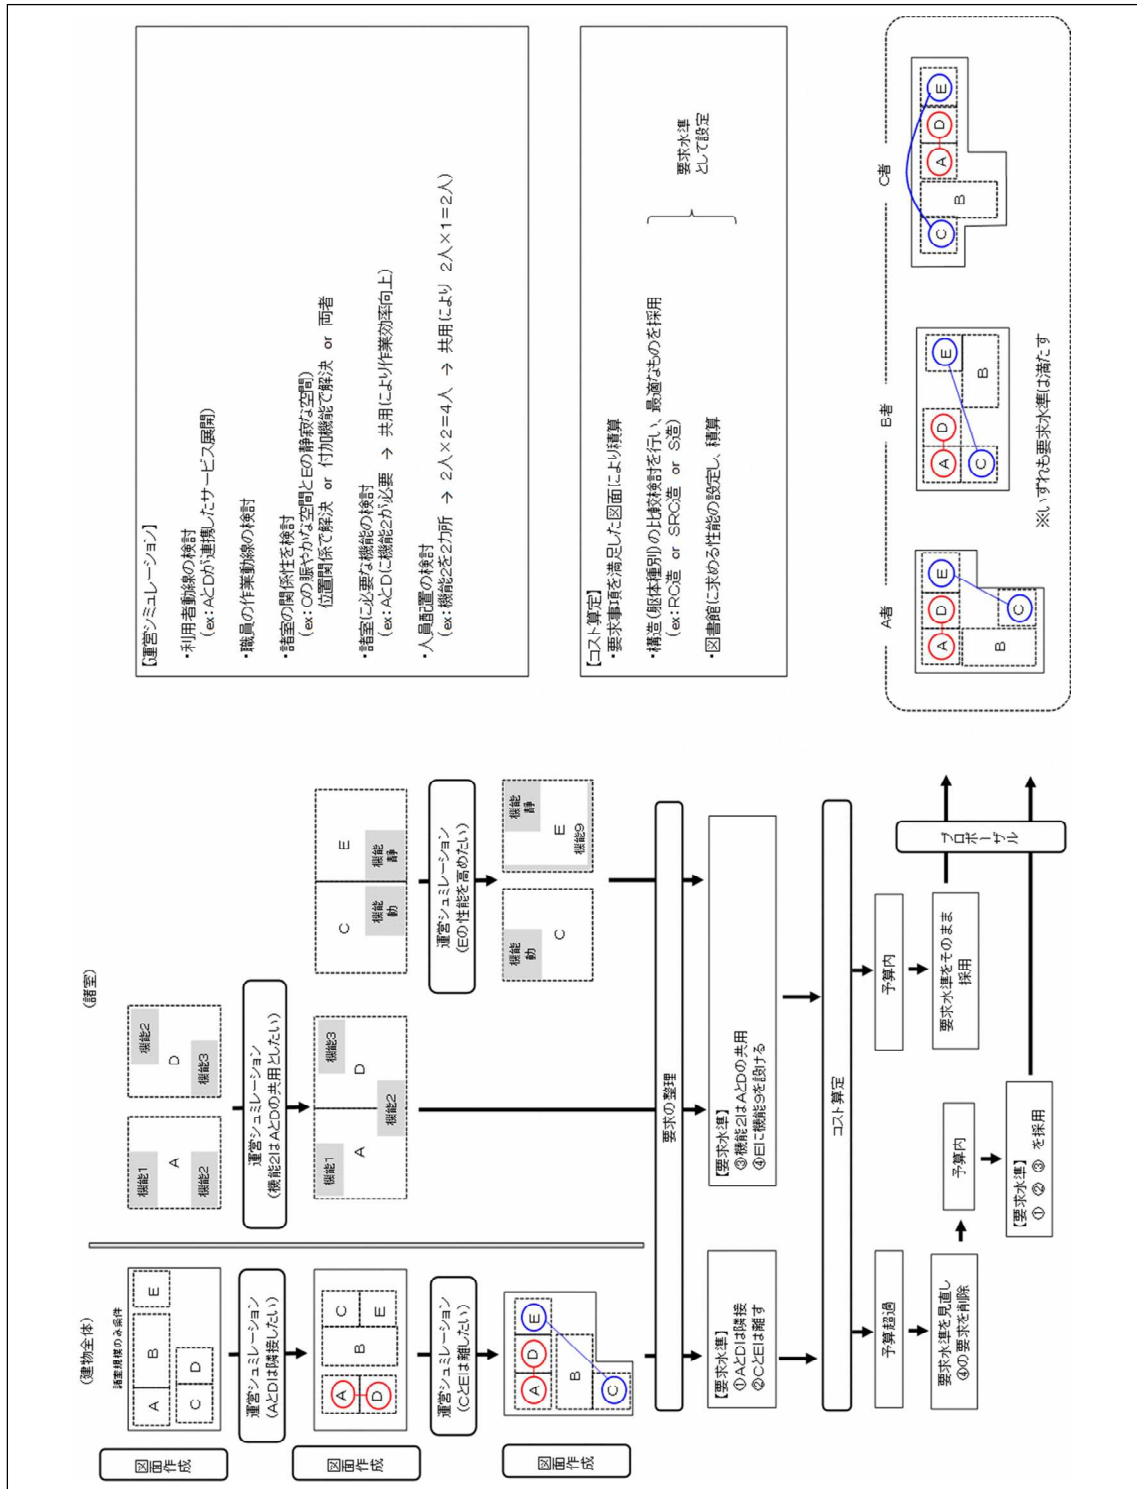 (建物全体)
諸室規模のみ条件
A
B
E
C
D
図面作成
運営シュミレーション
(AとDは隣接したい)
A
D
B
C
E
図面作成
運営シュミレーション
(CとEは離したい)
A
D
E
B
C
図面作成
(諸室)
機能1
A
機能2
機能2
D
機能3
運営シュミレーション
(機能2はAとDの共用としたい)
機能1
A
機能2
D
機能3
C
機能
動
E
機能
静
運営シュミレーション
(Eの性能を高めたい)
機能
動
C
機能
静
E
機能9
要求の整理
【要求水準】
①AとDは隣接
②CとEは離す
【要求水準】
③機能2はAとDの共用
④Eに機能9を設ける
コスト算定
予算超過
要求水準を見直し
④の要求を削除
予算内
【要求水準】
① ② ③ を採用
予算内
要求水準をそのまま
採用
プロポーザル
【運営シミュレーション】
・利用者動線の検討
(ex:AとDが連携したサービス展開)
・職員の作業動線の検討
・諸室の関係性を検討
(ex:Cの賑やかな空間とEの静寂な空間)
位置関係で解決 or 付加機能で解決 or 両者
・諸室に必要な機能の検討
(ex:AとDに機能2が必要 → 共用により作業効率向上)
・人員配置の検討
(ex:機能2を2カ所 → 2人×2=4人 → 共用により 2人×1=2人)
【コスト算定】
・要求事項を満足した図面により積算
・構造(躯体種別)の比較検討を行い、最適なものを採用
(ex:RC造 or SRC造 or S造)
・図書館に求める性能の設定し、積算
要求水準
として設定
A者
A
D
E
B
C
B者
A
D
E
C
B
C者
C
B
A
D
E
※いずれも要求水準は満たす